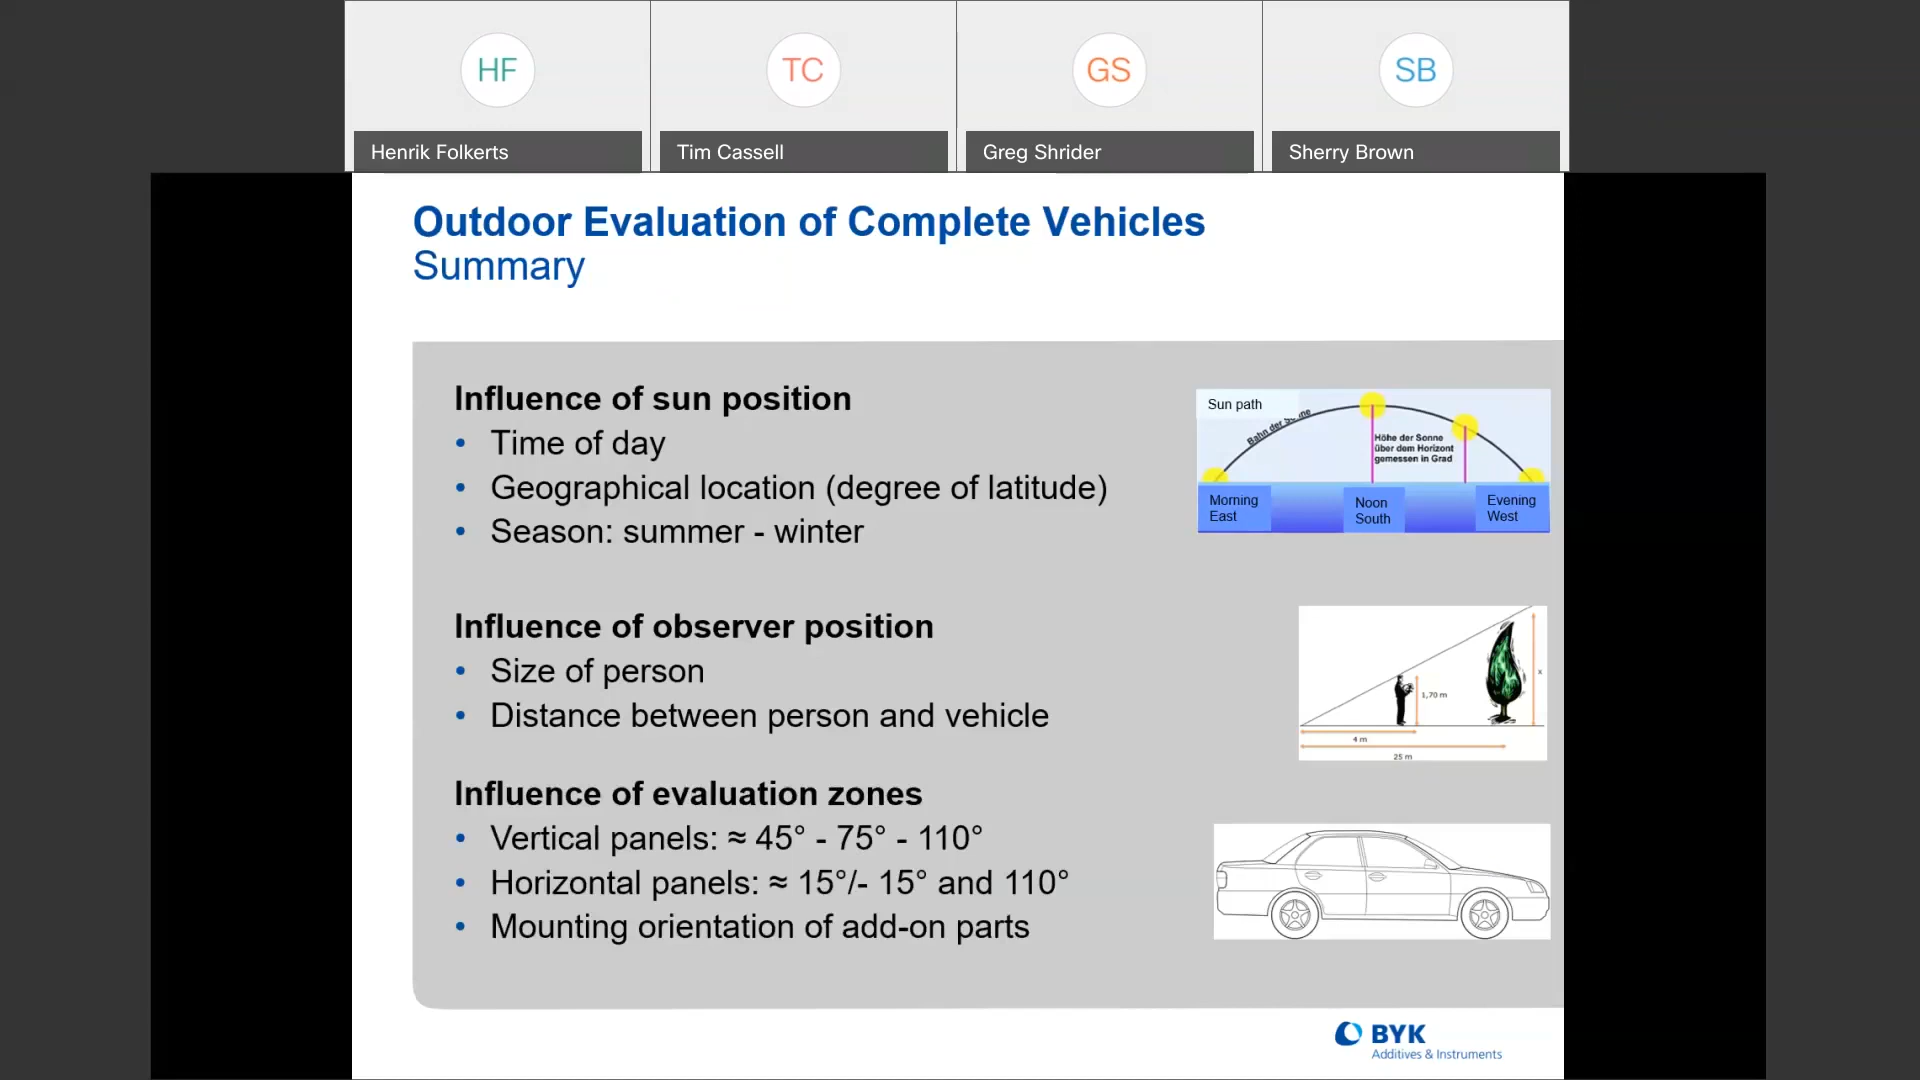 HF
TC
GS
SB
Henrik Folkerts
Tim Cassell
Greg Shrider
Sherry Brown
Outdoor Evaluation of Complete Vehicles
Summary
Influence of sun position
• Time of day
• Geographical location (degree of latitude)
• Season: summer - winter
Sun path
Bahn der
Höhe der Sonne
über dem Horizont
gemessen in Grad
Morning
East
Noon
South
Evening
West
Influence of observer position
• Size of person
• Distance between person and vehicle
1,70 m
x
4 m
25 m
Influence of evaluation zones
• Vertical panels: ≈ 45° - 75° - 110°
• Horizontal panels: ≈ 15°/- 15° and 110°
• Mounting orientation of add-on parts
BYK
Additives & Instruments